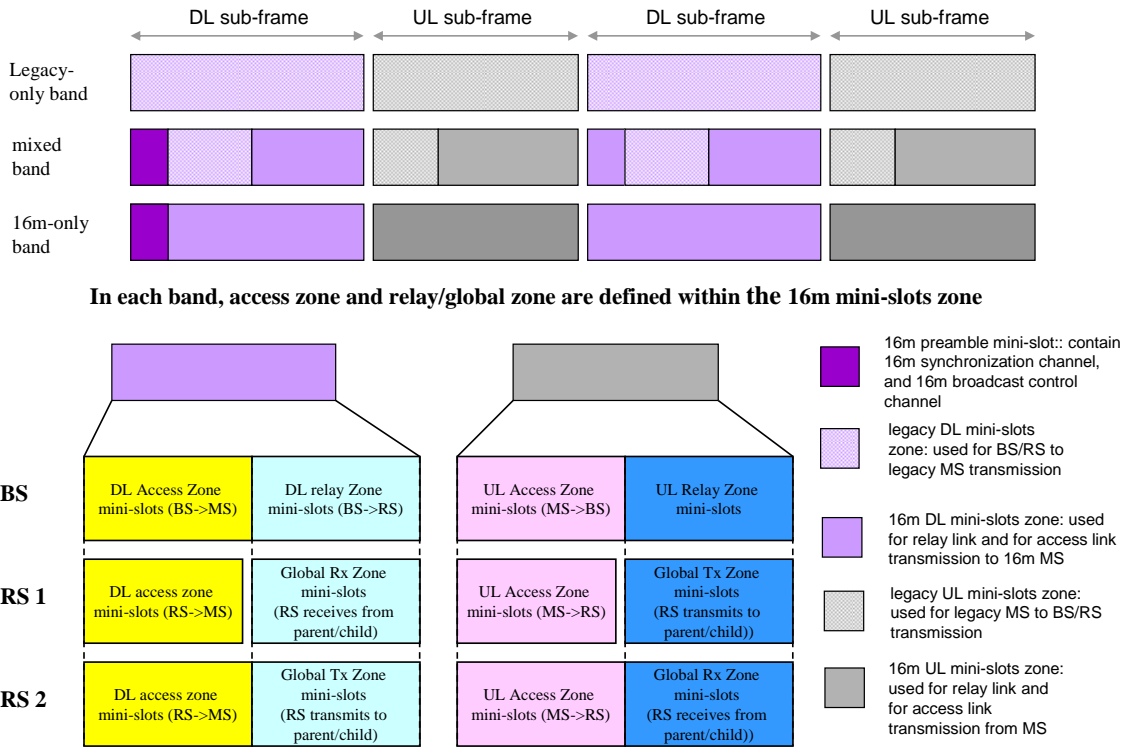 DL sub-frame
UL sub-frame
DL sub-frame
UL sub-frame
Legacy-
only band
mixed
band
16m-only
band
In each band, access zone and relay/global zone are defined within the 16m mini-slots zone
16m preamble mini-slot:: contain
16m synchronization channel,
and 16m broadcast control
channel
legacy DL mini-slots
zone: used for BS/RS to
legacy MS transmission
16m DL mini-slots zone: used
for relay link and for access link
transmission to 16m MS
legacy UL mini-slots zone:
used for legacy MS to BS/RS
transmission
16m UL mini-slots zone:
used for relay link and
for access link
transmission from MS
BS
DL Access Zone
mini-slots (BS->MS)
DL relay Zone
mini-slots (BS->RS)
UL Access Zone
mini-slots (MS->BS)
UL Relay Zone
mini-slots
RS 1
DL access zone
mini-slots (RS->MS)
Global Rx Zone
mini-slots
(RS receives from
parent/child)
UL Access Zone
mini-slots (MS->RS)
Global Tx Zone
mini-slots
(RS transmits to
parent/child))
RS 2
DL access zone
mini-slots (RS->MS)
Global Tx Zone
mini-slots
(RS transmits to
parent/child)
UL Access Zone
mini-slots (MS->RS)
Global Rx Zone
mini-slots
(RS receives from
parent/child))